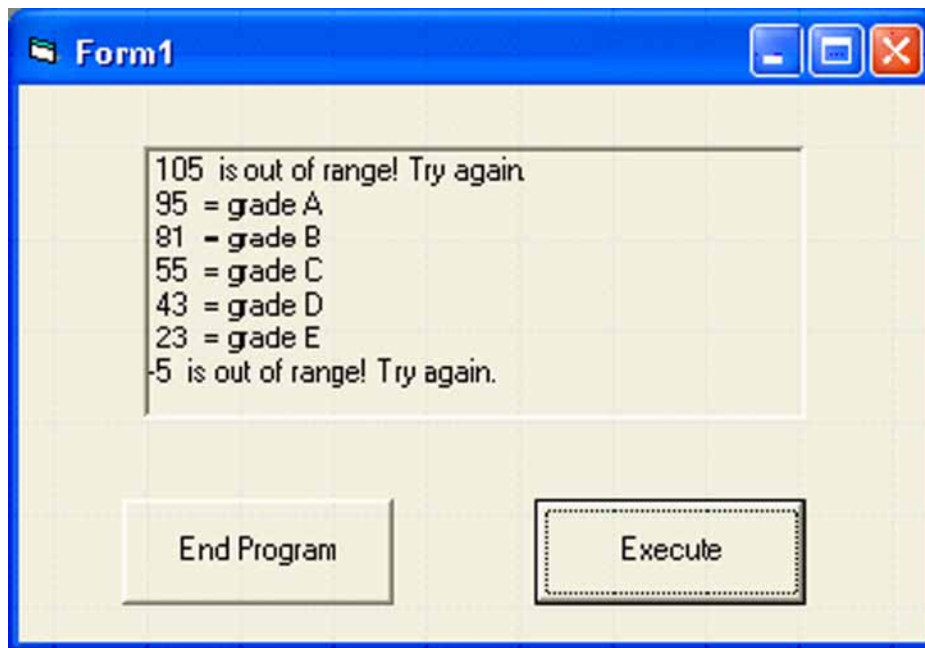 Form1
105 is out of range! Try again.
95 = grade A
81 = grade B
55 = grade C
43 = grade D
23 = grade E
-5 is out of range! Try again.
End Program
Execute